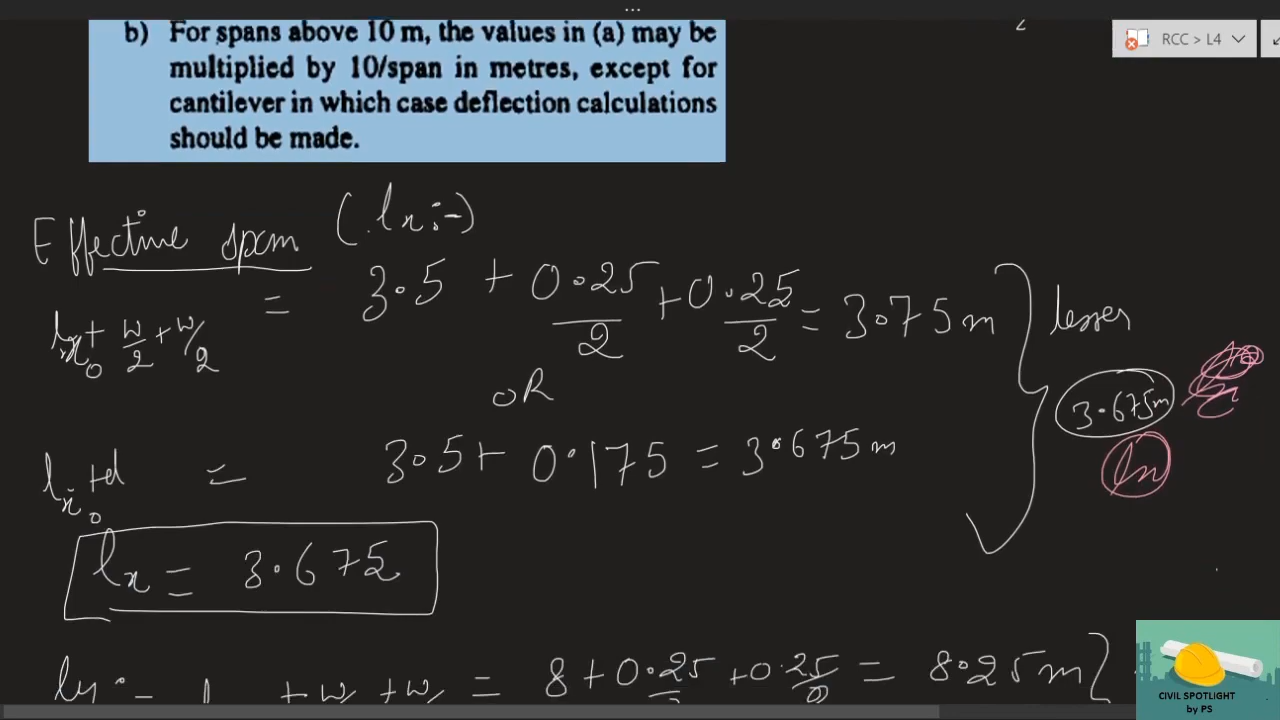 ...
RCC > L4
b) For spans above 10 m, the values in (a) may be
multiplied by 10/span in metres, except for
cantilever in which case deflection calculations
should be made.
2
Effective span (lx :-)
lx0 + w/2 + w/2 = 3.5 + 0.25/2 + 0.25/2 = 3.75 m
lesser
OR
3.675m
lx0 + d = 3.5 + 0.175 = 3.675 m
lx
lx = 3.675
ly :- + w + w = 8 + 0.25 + 0.25 = 8.25 m
CIVIL SPOTLIGHT
by PS